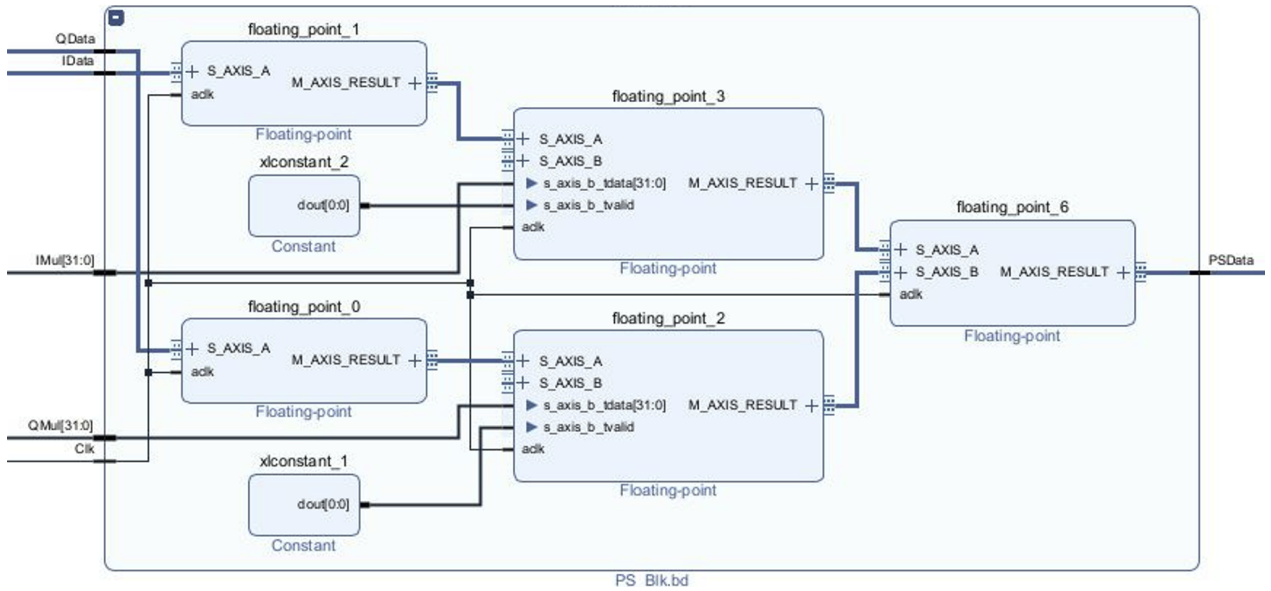 floating_point_1
QData
IData
S_AXIS_A
M_AXIS_RESULT
aclk
Floating-point
floating_point_3
S_AXIS_A
S_AXIS_B
s_axis_b_tdata[31:0]
M_AXIS_RESULT
s_axis_b_tvalid
aclk
Floating-point
xlconstant_2
dout[0:0]
Constant
floating_point_6
S_AXIS_A
S_AXIS_B
M_AXIS_RESULT
aclk
Floating-point
PSData
IMul[31:0]
floating_point_0
S_AXIS_A
M_AXIS_RESULT
aclk
Floating-point
floating_point_2
S_AXIS_A
S_AXIS_B
s_axis_b_tdata[31:0]
M_AXIS_RESULT
s_axis_b_tvalid
aclk
Floating-point
QMul[31:0]
Clk
xlconstant_1
dout[0:0]
Constant
PS_Blk.bd